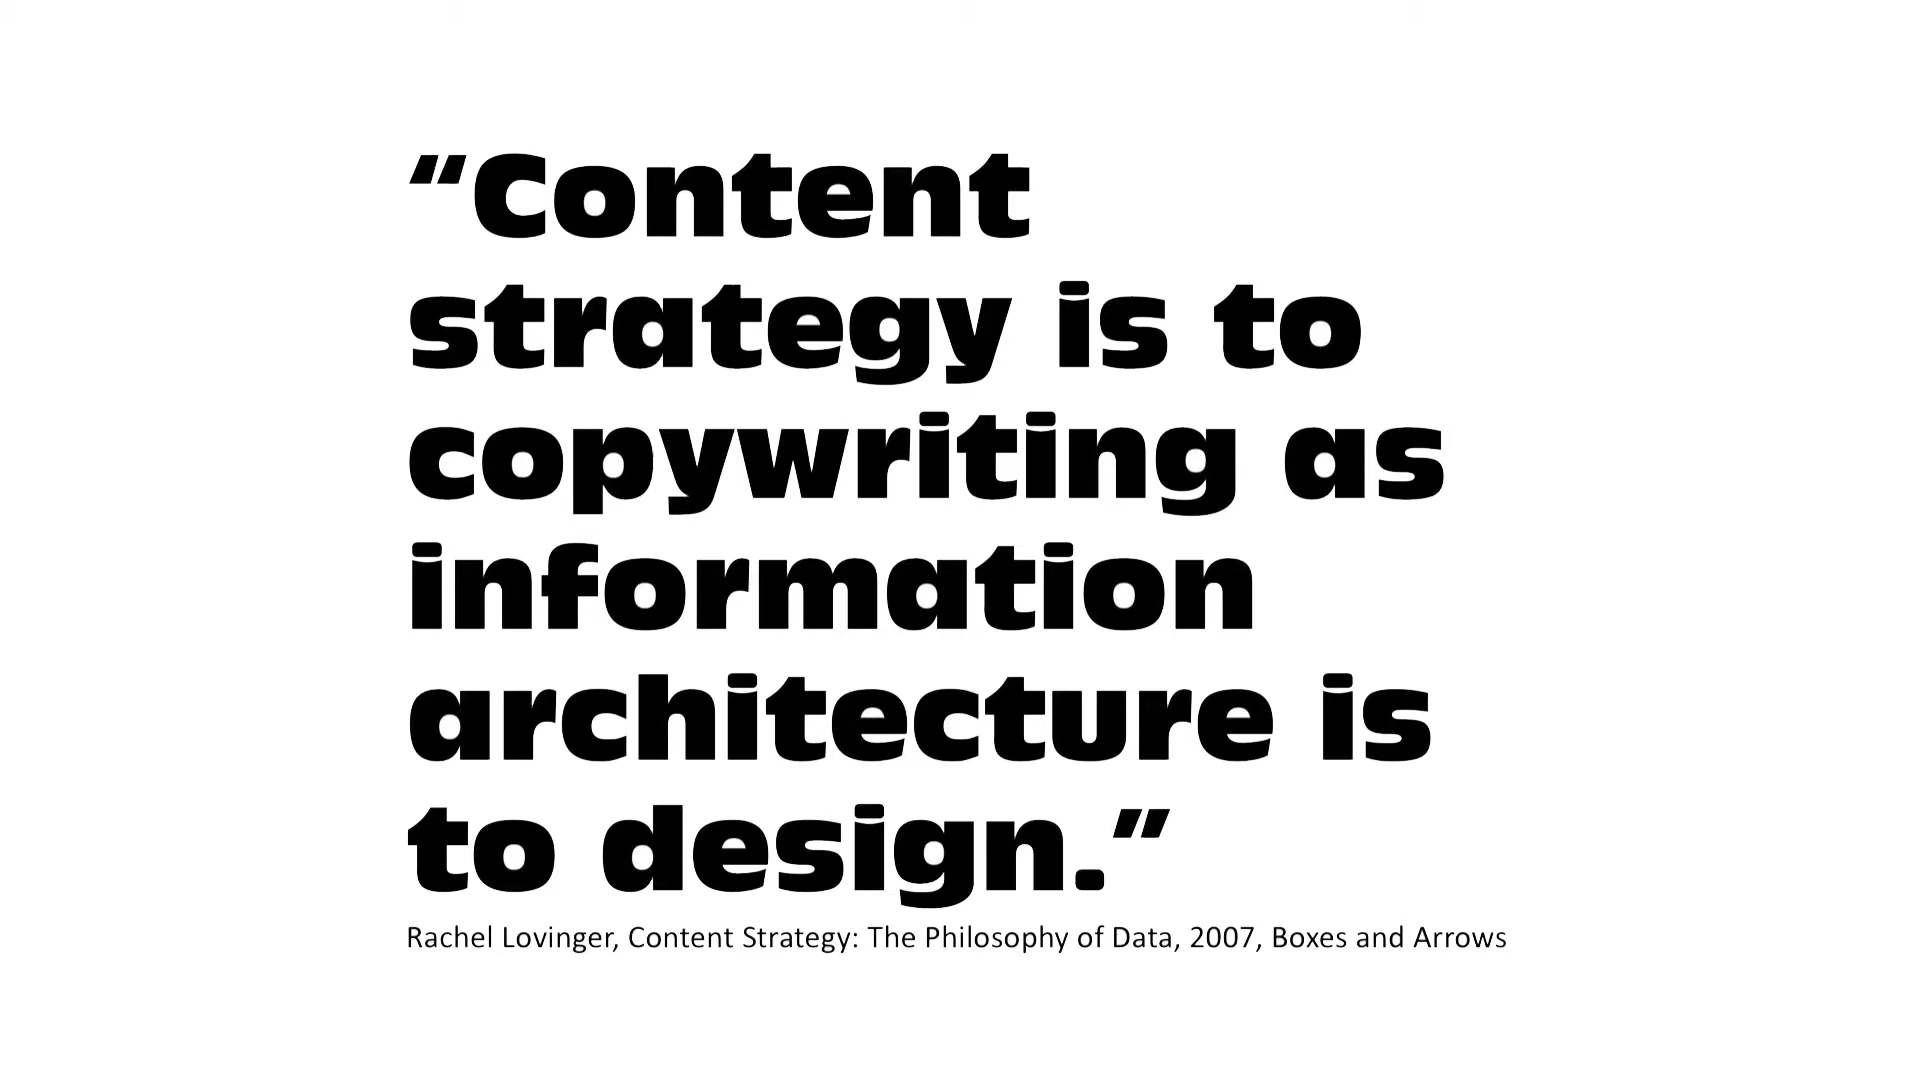 “Content
strategy is to
copywriting as
information
architecture is
to design.”
Rachel Lovinger, Content Strategy: The Philosophy of Data, 2007, Boxes and Arrows